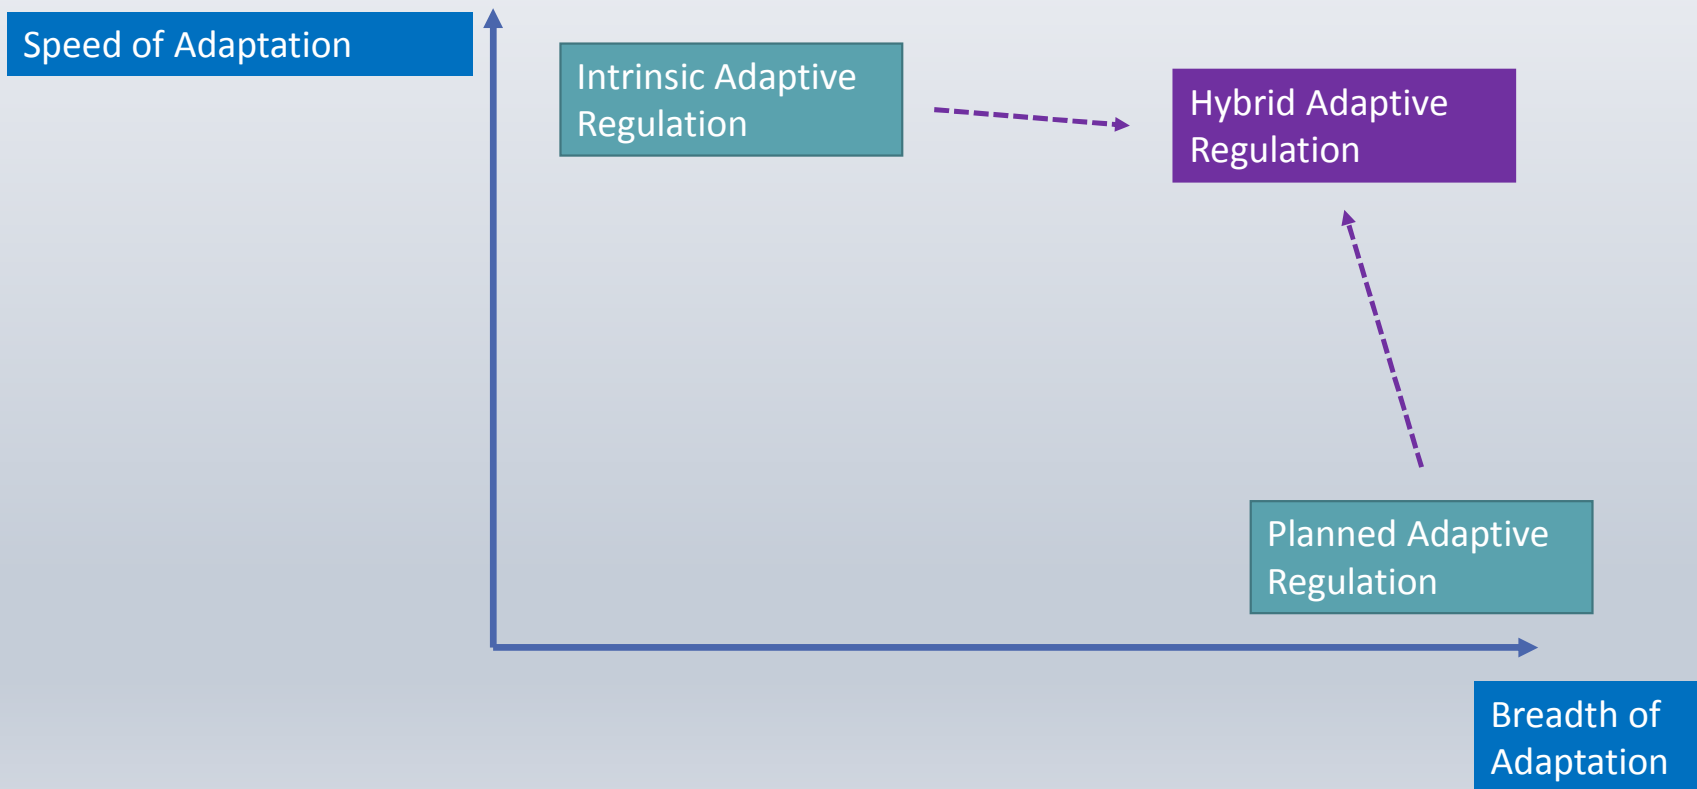 Speed of Adaptation
Intrinsic Adaptive
Regulation
Hybrid Adaptive
Regulation
Planned Adaptive
Regulation
Breadth of
Adaptation